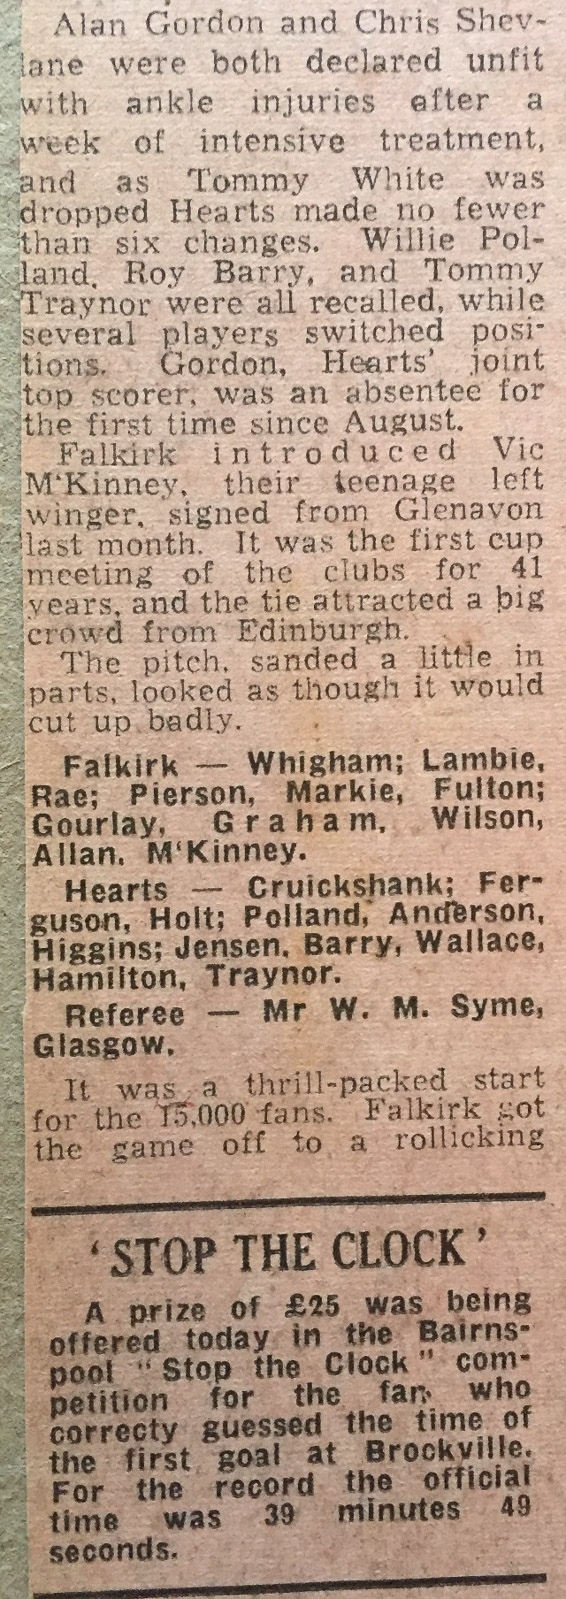 Alan Gordon and Chris Shev-
lane were both declared unfit
with ankle injuries after a
week of intensive treatment,
and as Tommy White was
dropped Hearts made no fewer
than six changes. Willie Pol-
land, Roy Barry, and Tommy
Traynor were all recalled, while
several players switched posi-
tions. Gordon, Hearts' joint
top scorer, was an absentee for
the first time since August.
Falkirk introduced Vic
M'Kinney, their teenage left
winger, signed from Glenavon
last month. It was the first cup
meeting of the clubs for 41
years, and the tie attracted a big
crowd from Edinburgh.
The pitch, sanded a little in
parts, looked as though it would
cut up badly.
Falkirk — Whigham; Lambie,
Rae; Pierson, Markie, Fulton;
Gourlay, Graham, Wilson,
Allan, M'Kinney.
Hearts — Cruickshank; Fer-
guson, Holt; Polland, Anderson,
Higgins; Jensen, Barry, Wallace,
Hamilton, Traynor.
Referee — Mr W. M. Syme,
Glasgow.
It was a thrill-packed start
for the 15,000 fans. Falkirk got
the game off to a rollicking
'STOP THE CLOCK'
A prize of £25 was being
offered today in the Bairns-
pool "Stop the Clock" com-
petition for the fan who
correcty guessed the time of
the first goal at Brockville.
For the record the official
time was 39 minutes 49
seconds.